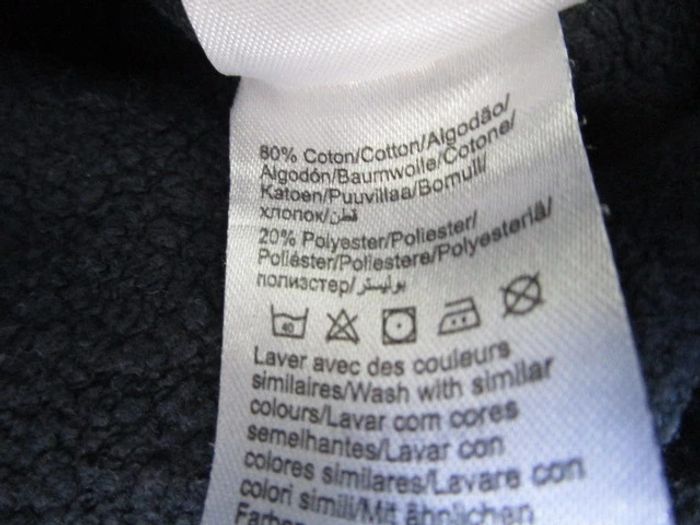 80% Coton/Cotton/Algodão/
Algodón/Baumwolle/Cotone/
Katoen/Puuvillaa/Bomull/
хлопок/قطن/
20% Polyester/Poliester/
Poliéster/Poliestere/Polyesteriä/
полиэстер/بوليستر/
40
Laver avec des couleurs
similaires/Wash with similar
colours/Lavar com cores
semelhantes/Lavar con
colores similares/Lavare con
colori simili/Mit ähnlichen
Farben